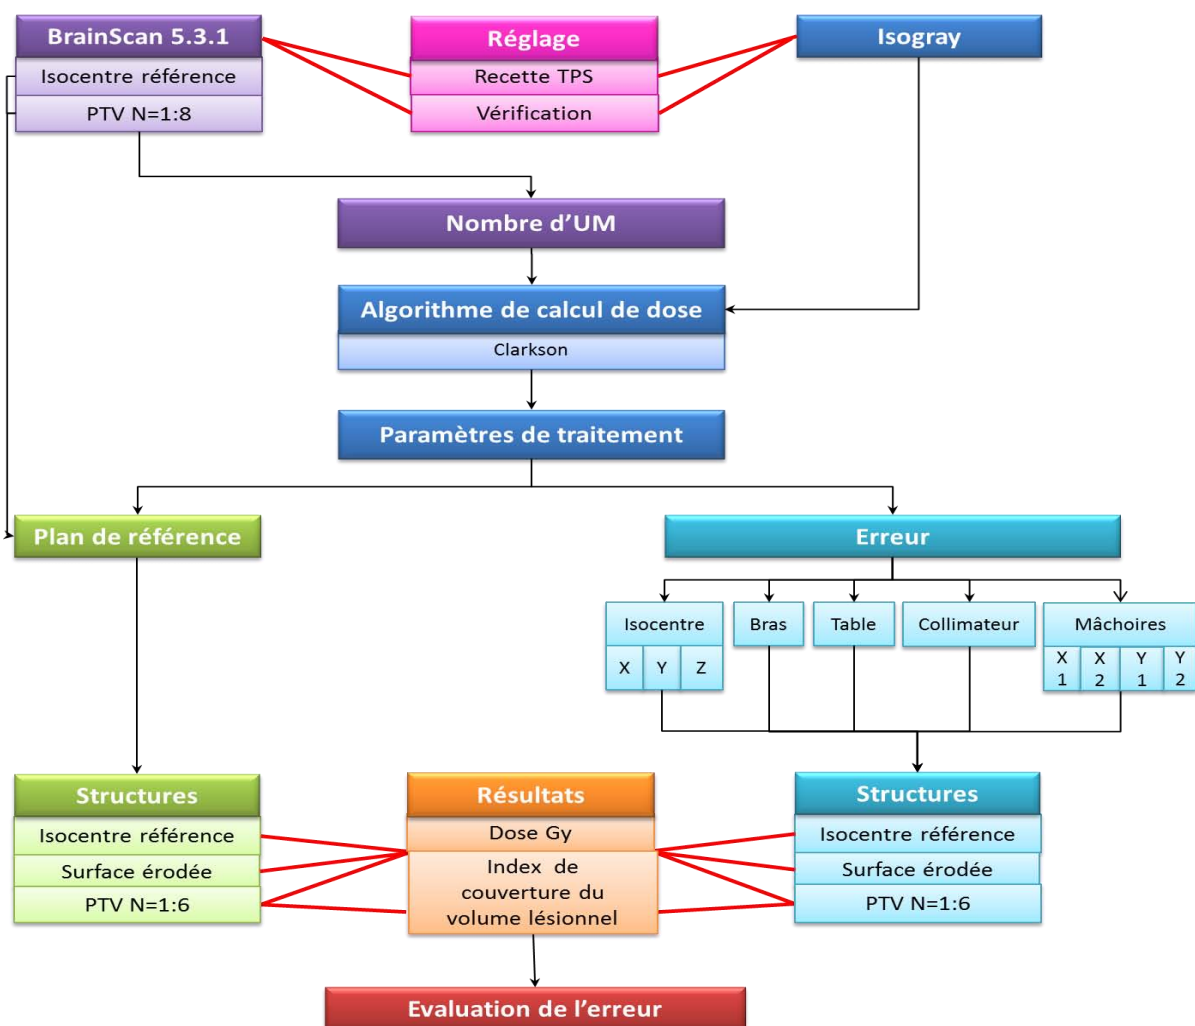 BrainScan 5.3.1
Isocentre référence
PTV N=1:8
Réglage
Recette TPS
Vérification
Isogray
Nombre d'UM
Algorithme de calcul de dose
Clarkson
Paramètres de traitement
Plan de référence
Erreur
Isocentre
X Y Z
Bras
Table
Collimateur
Mâchoires
X X Y Y
1 2 1 2
Structures
Isocentre référence
Surface érodée
PTV N=1:6
Résultats
Dose Gy
Index de
couverture du
volume lésionnel
Structures
Isocentre référence
Surface érodée
PTV N=1:6
Evaluation de l'erreur